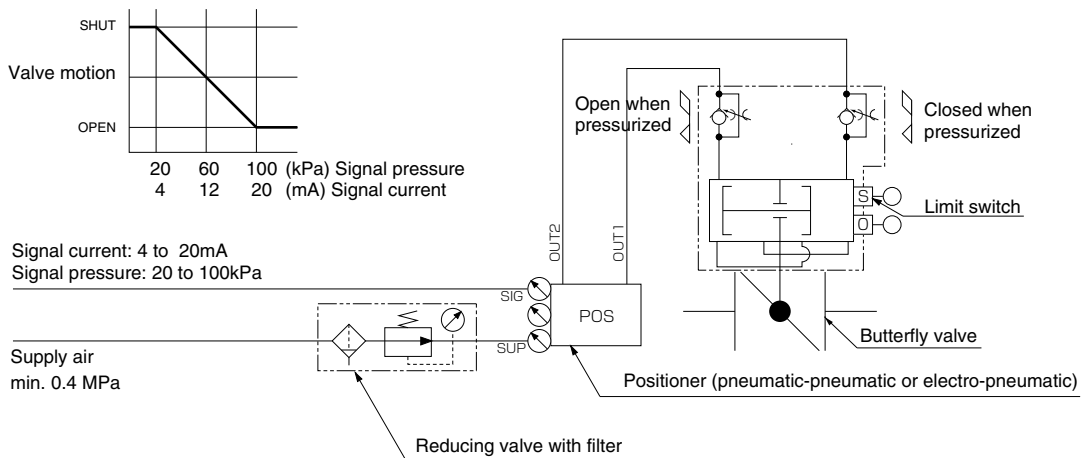 SHUT
Valve motion
OPEN
20 60 100 (kPa) Signal pressure
4 12 20 (mA) Signal current
Open when
pressurized
Closed when
pressurized
S
O
Limit switch
OUT2
OUT1
Signal current: 4 to 20mA
Signal pressure: 20 to 100kPa
SIG
POS
SUP
Supply air
min. 0.4 MPa
Butterfly valve
Positioner (pneumatic-pneumatic or electro-pneumatic)
Reducing valve with filter